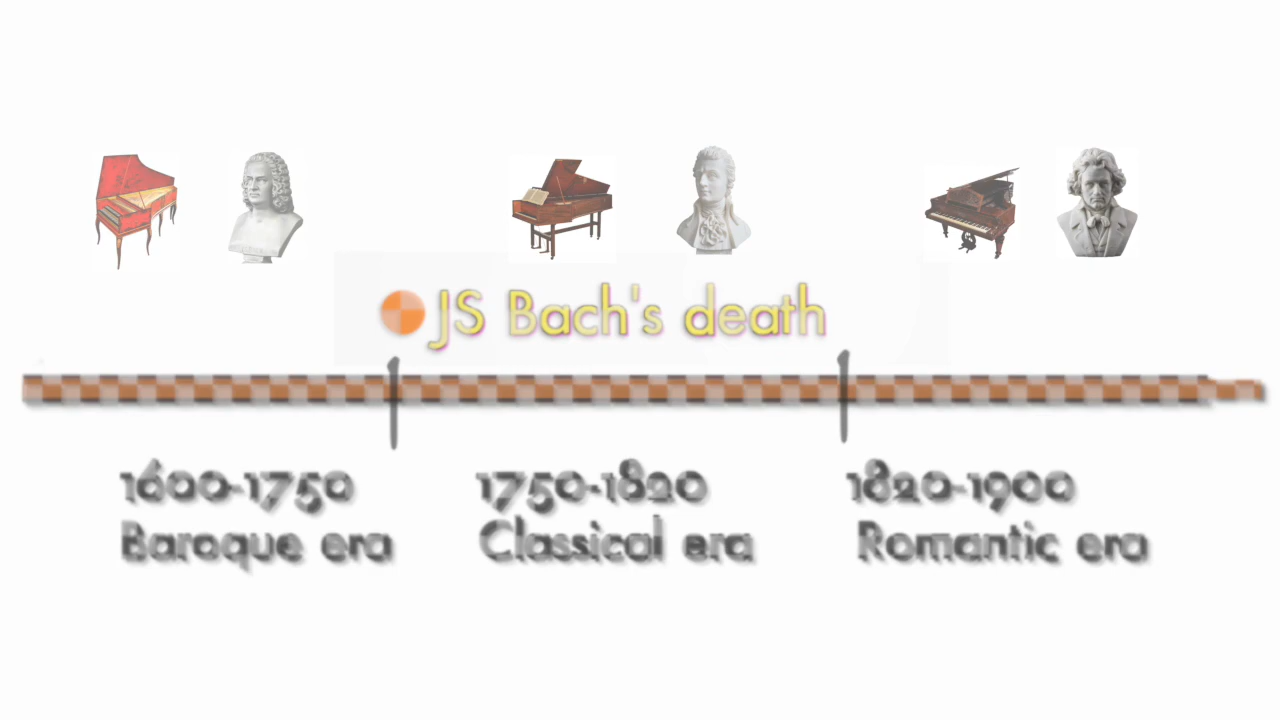 JS Bach's death
1600-1750
Baroque era
1750-1820
Classical era
1820-1900
Romantic era